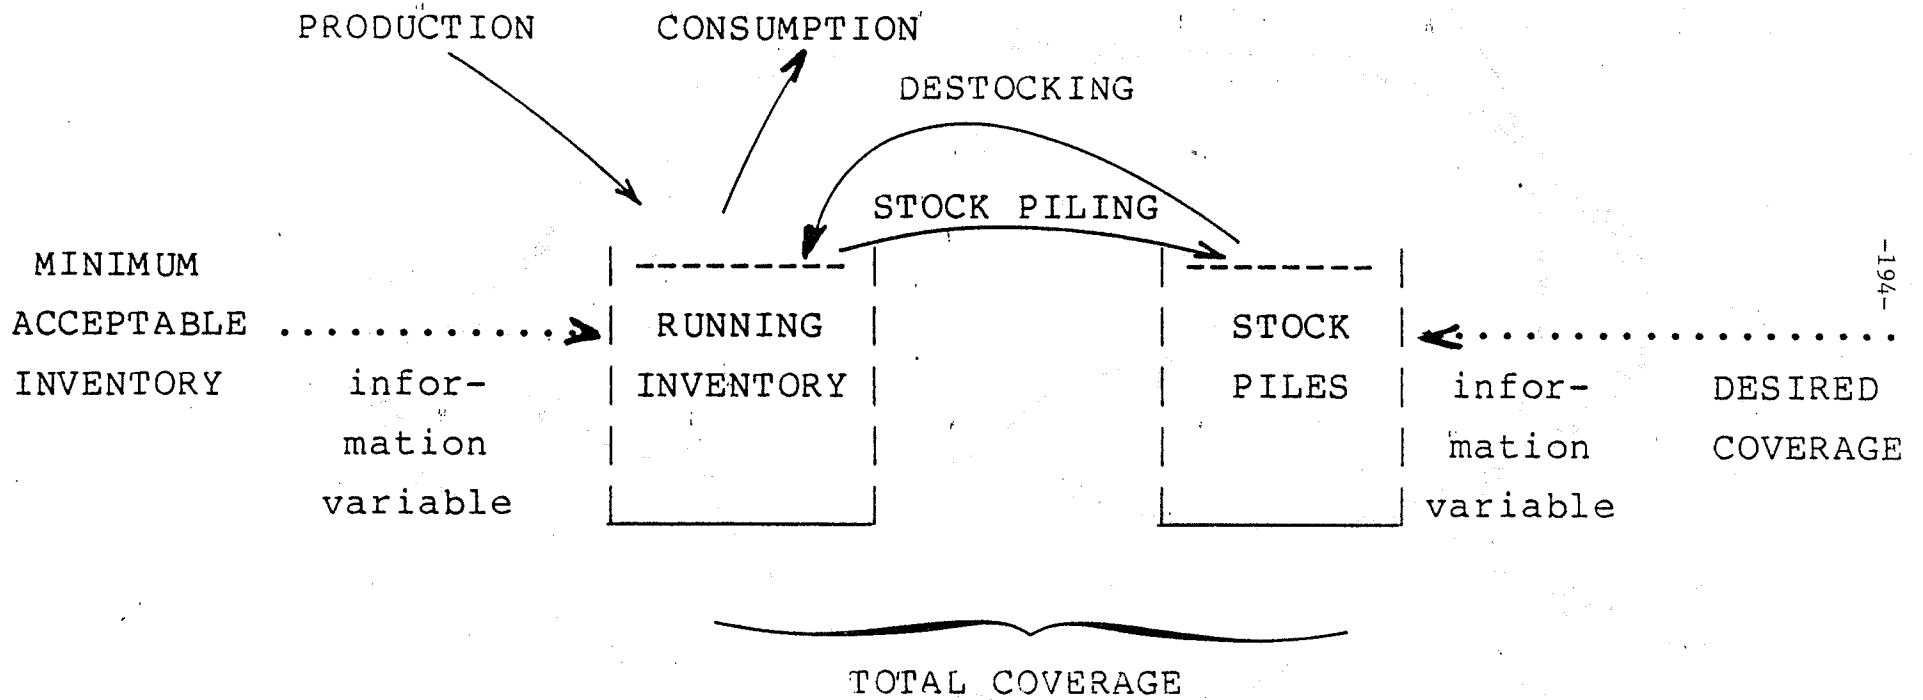 PRODUCTION
CONSUMPTION
DESTOCKING
STOCK PILING
MINIMUM
ACCEPTABLE
INVENTORY
infor-
mation
variable
RUNNING
INVENTORY
STOCK
PILES
infor-
mation
variable
DESIRED
COVERAGE
TOTAL COVERAGE
-194-